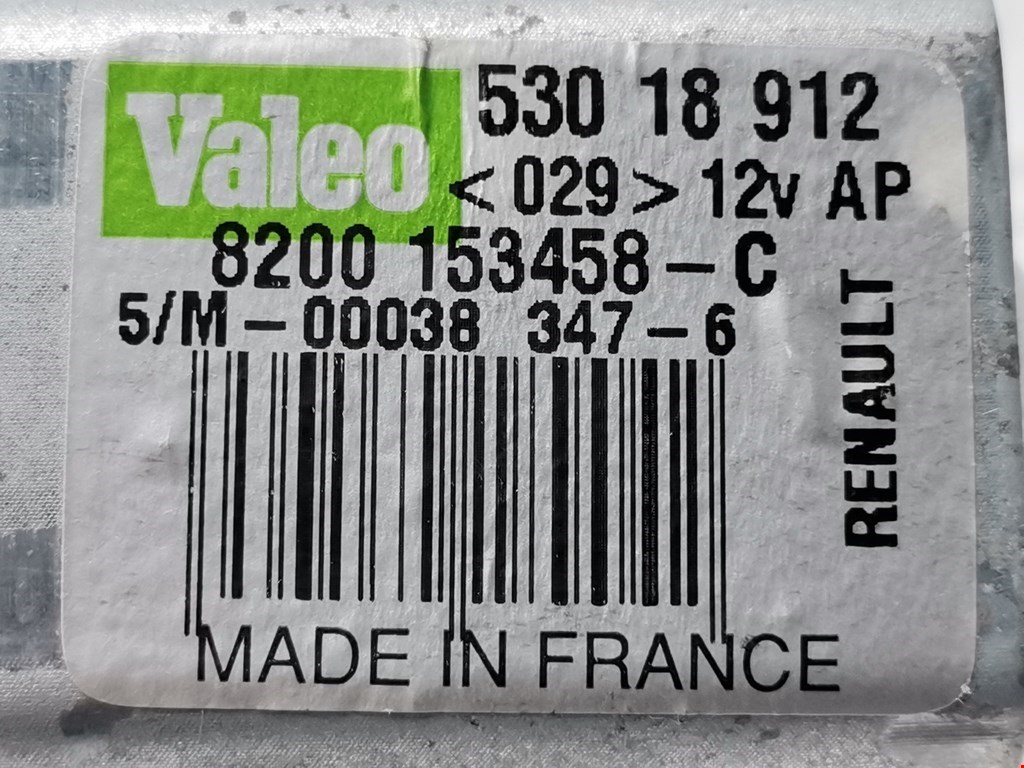 Valeo
530 18 912
<029> 12v AP
8200 153458-C
5/M-00038 347-6
RENAULT
MADE IN FRANCE